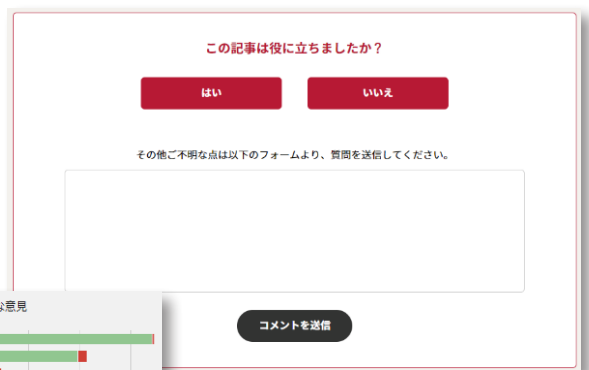 この記事は役に立ちましたか？
はい
いいえ
その他ご不明な点は以下のフォームより、質問を送信してください。
な意見
コメントを送信